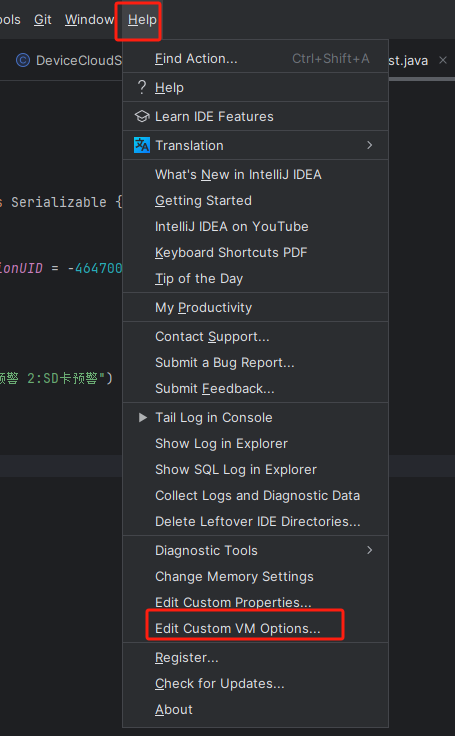 ools Git Window Help
DeviceCloudS st.java
Find Action... Ctrl+Shift+A
? Help
Learn IDE Features
Translation
What's New in IntelliJ IDEA
s Serializable {
Getting Started
IntelliJ IDEA on YouTube
Keyboard Shortcuts PDF
ionUID = -464700
Tip of the Day
My Productivity
Contact Support...
Submit a Bug Report...
预警 2:SD卡预警")
Submit Feedback...
Tail Log in Console
Show Log in Explorer
Show SQL Log in Explorer
Collect Logs and Diagnostic Data
Delete Leftover IDE Directories...
Diagnostic Tools
Change Memory Settings
Edit Custom Properties...
Edit Custom VM Options...
Register...
Check for Updates...
About